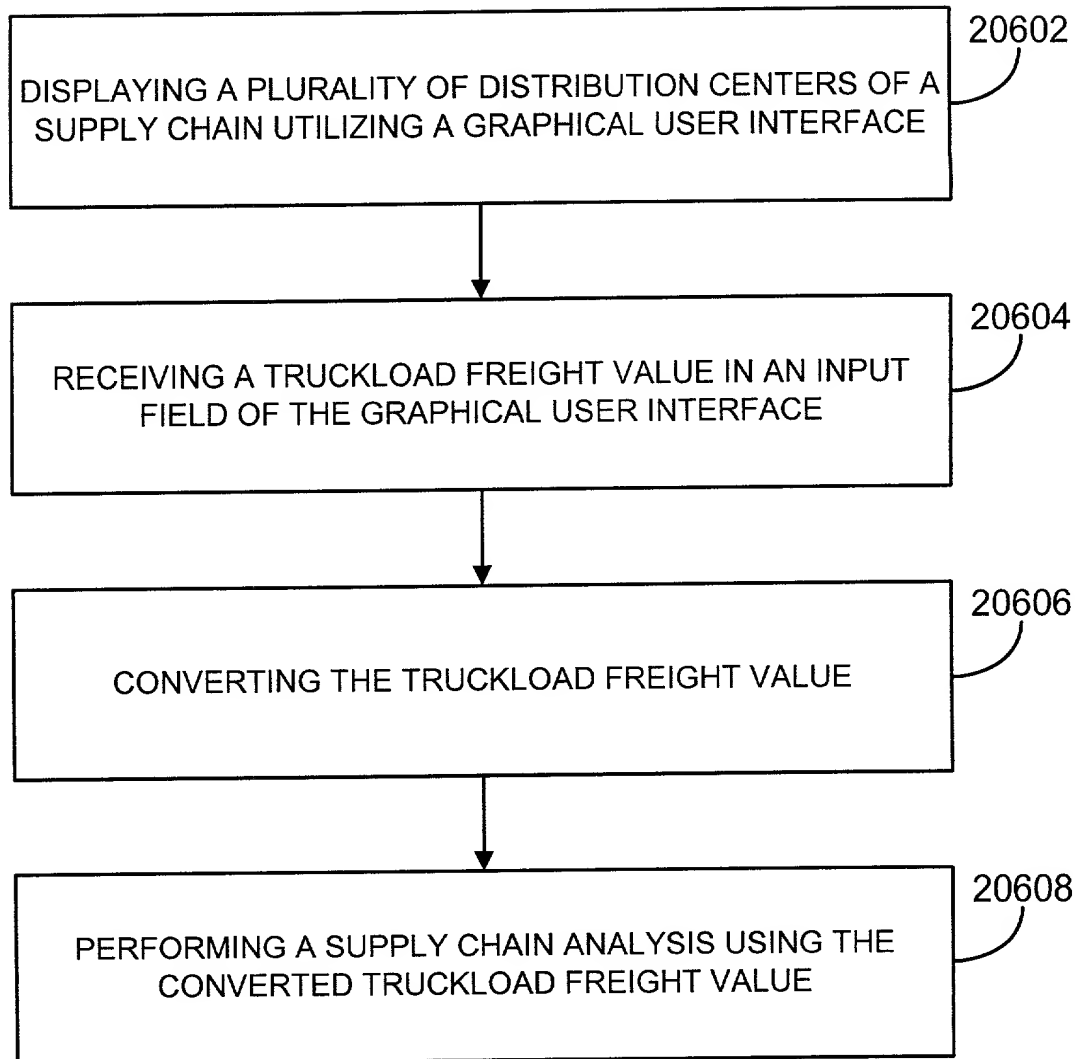 20602
DISPLAYING A PLURALITY OF DISTRIBUTION CENTERS OF A
SUPPLY CHAIN UTILIZING A GRAPHICAL USER INTERFACE
20604
RECEIVING A TRUCKLOAD FREIGHT VALUE IN AN INPUT
FIELD OF THE GRAPHICAL USER INTERFACE
20606
CONVERTING THE TRUCKLOAD FREIGHT VALUE
20608
PERFORMING A SUPPLY CHAIN ANALYSIS USING THE
CONVERTED TRUCKLOAD FREIGHT VALUE